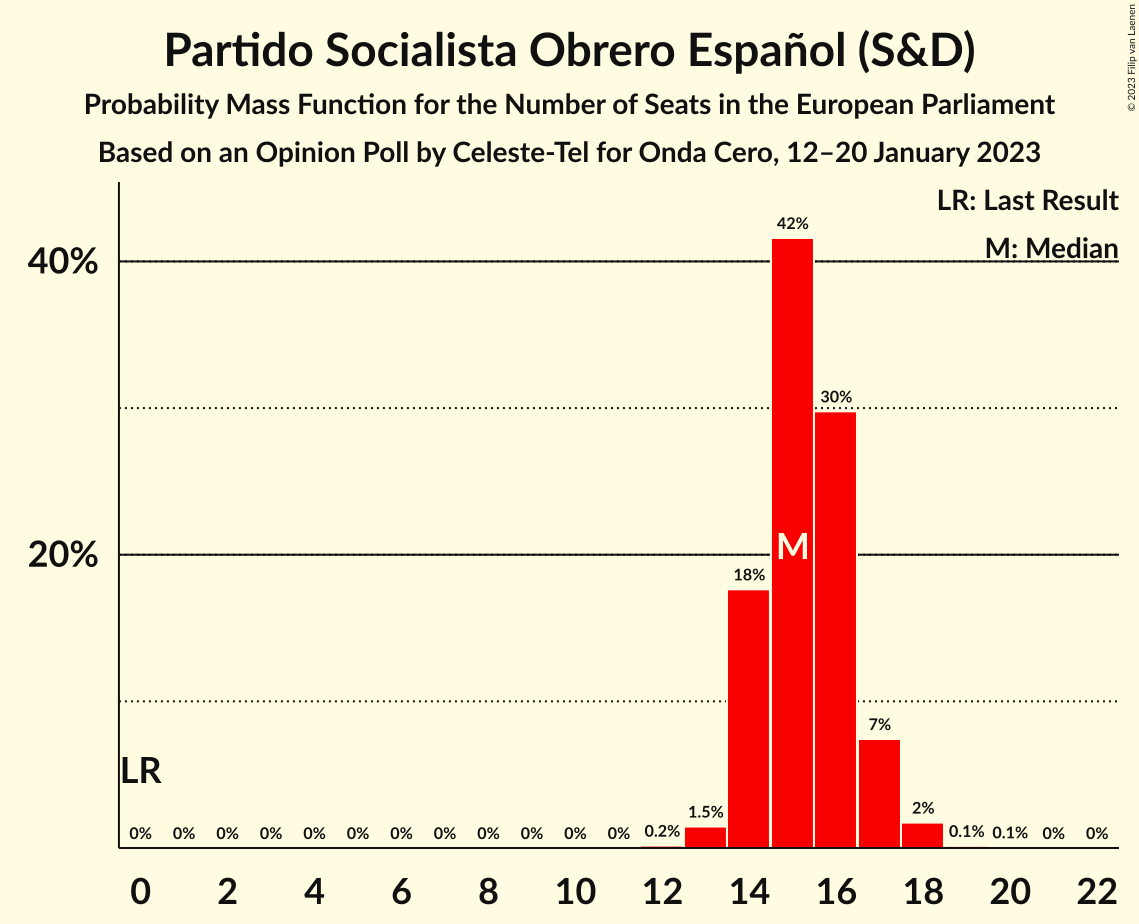 Partido Socialista Obrero Español (S&D)
Probability Mass Function for the Number of Seats in the European Parliament
Based on an Opinion Poll by Celeste-Tel for Onda Cero, 12–20 January 2023
© 2023 Filip van Laenen
LR: Last Result
M: Median
40%
20%
42%
30%
M
18%
7%
LR
0% 0% 0% 0% 0% 0% 0% 0% 0% 0% 0% 0% 0.2% 1.5% 2% 0.1% 0.1% 0% 0%
0 2 4 6 8 10 12 14 16 18 20 22